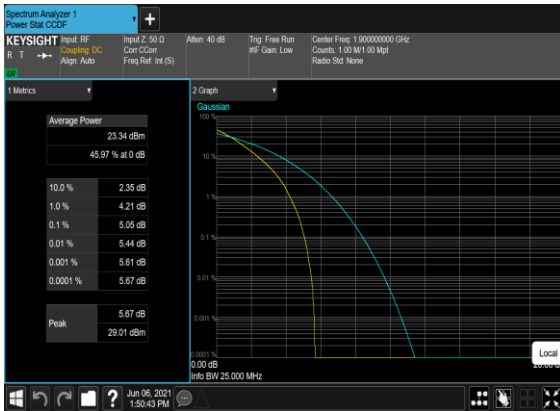 Spectrum Analyzer 1
Power Stat CCDF
KEYSIGHT
R T
LM
Input: RF
Coupling: DC
Align: Auto
Input Z: 50 Ω
Corr CCorr
Freq Ref: Int (S)
Atten: 40 dB
Trig: Free Run
#IF Gain: Low
Center Freq: 1.900000000 GHz
Counts: 1.00 M/1.00 Mpt
Radio Std: None
1 Metrics
Average Power
23.34 dBm
45.97 % at 0 dB
10.0 % 2.35 dB
1.0 % 4.21 dB
0.1 % 5.05 dB
0.01 % 5.44 dB
0.001 % 5.61 dB
0.0001 % 5.67 dB
Peak
5.67 dB
29.01 dBm
2 Graph
Gaussian
100 %
10 %
1 %
0.1 %
0.01 %
0.001 %
0.0001 %
0.00 dB
Info BW 25.000 MHz
Local
Jun 06, 2021
1:50:43 PM